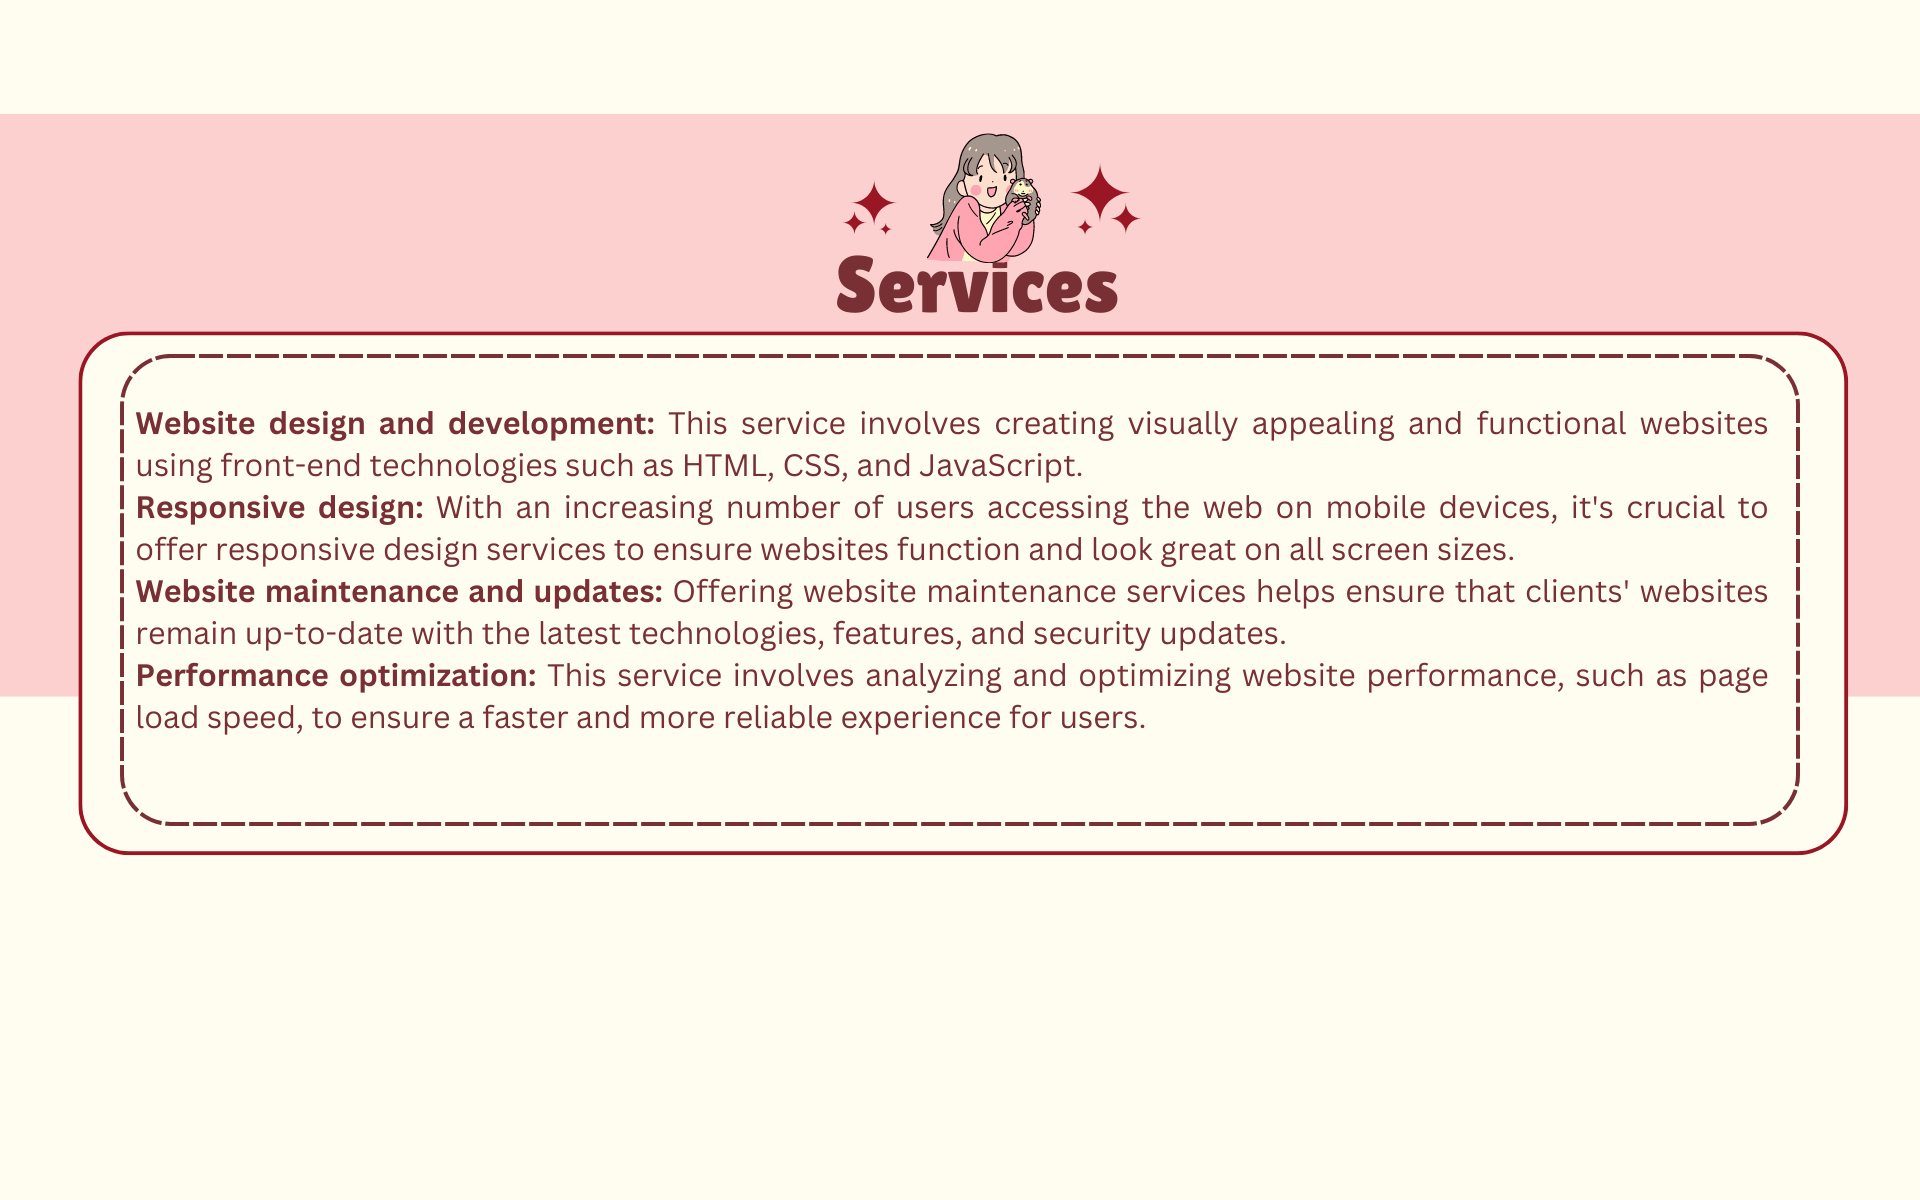 Services
Website design and development: This service involves creating visually appealing and functional websites
using front-end technologies such as HTML, CSS, and JavaScript.
Responsive design: With an increasing number of users accessing the web on mobile devices, it's crucial to
offer responsive design services to ensure websites function and look great on all screen sizes.
Website maintenance and updates: Offering website maintenance services helps ensure that clients' websites
remain up-to-date with the latest technologies, features, and security updates.
Performance optimization: This service involves analyzing and optimizing website performance, such as page
load speed, to ensure a faster and more reliable experience for users.